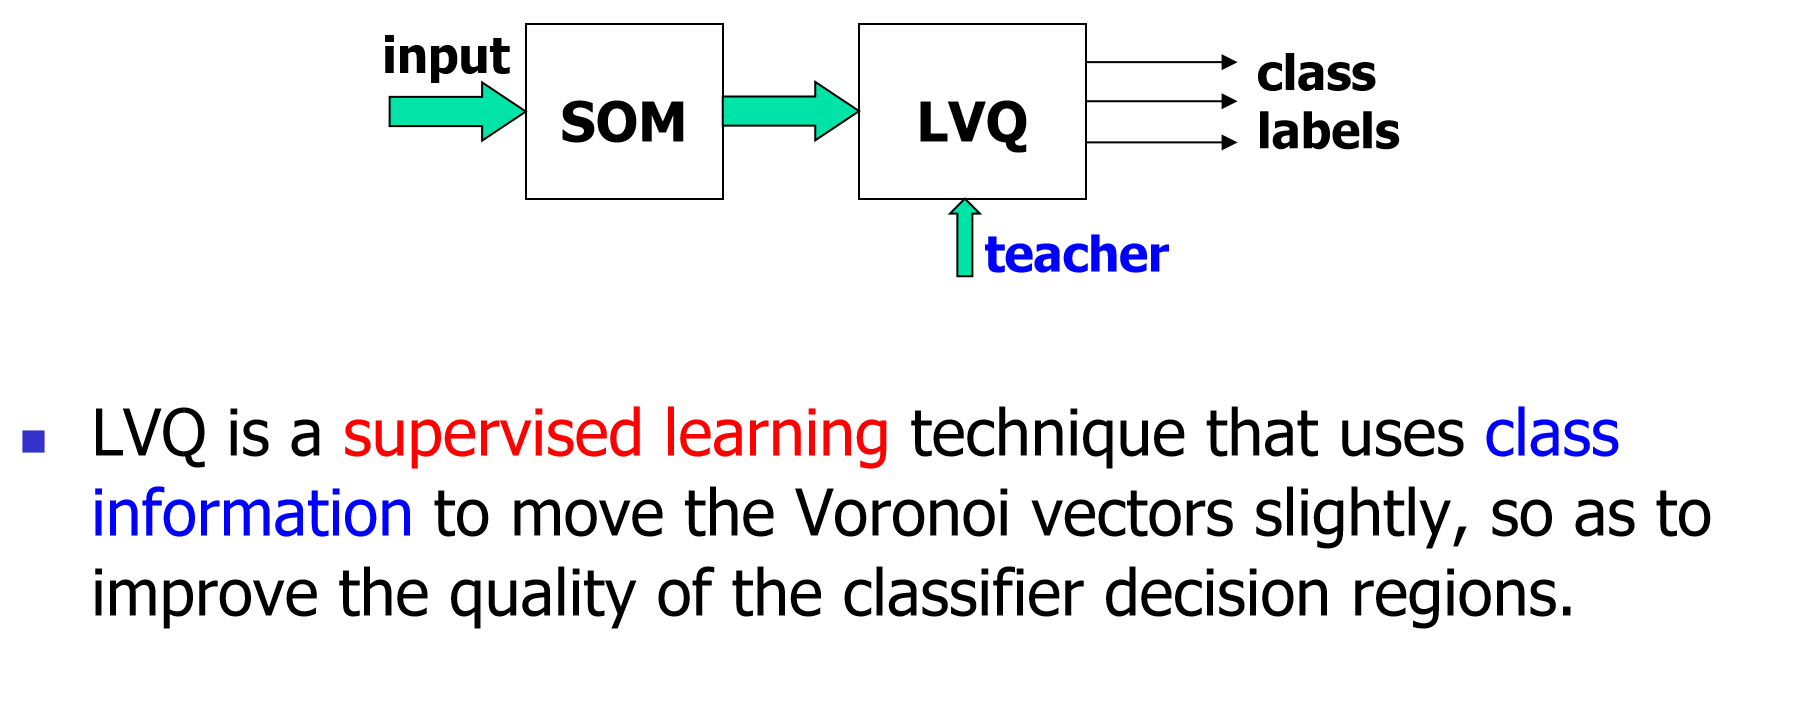 input
SOM
LVQ
class
labels
teacher
LVQ is a supervised learning technique that uses class
information to move the Voronoi vectors slightly, so as to
improve the quality of the classifier decision regions.